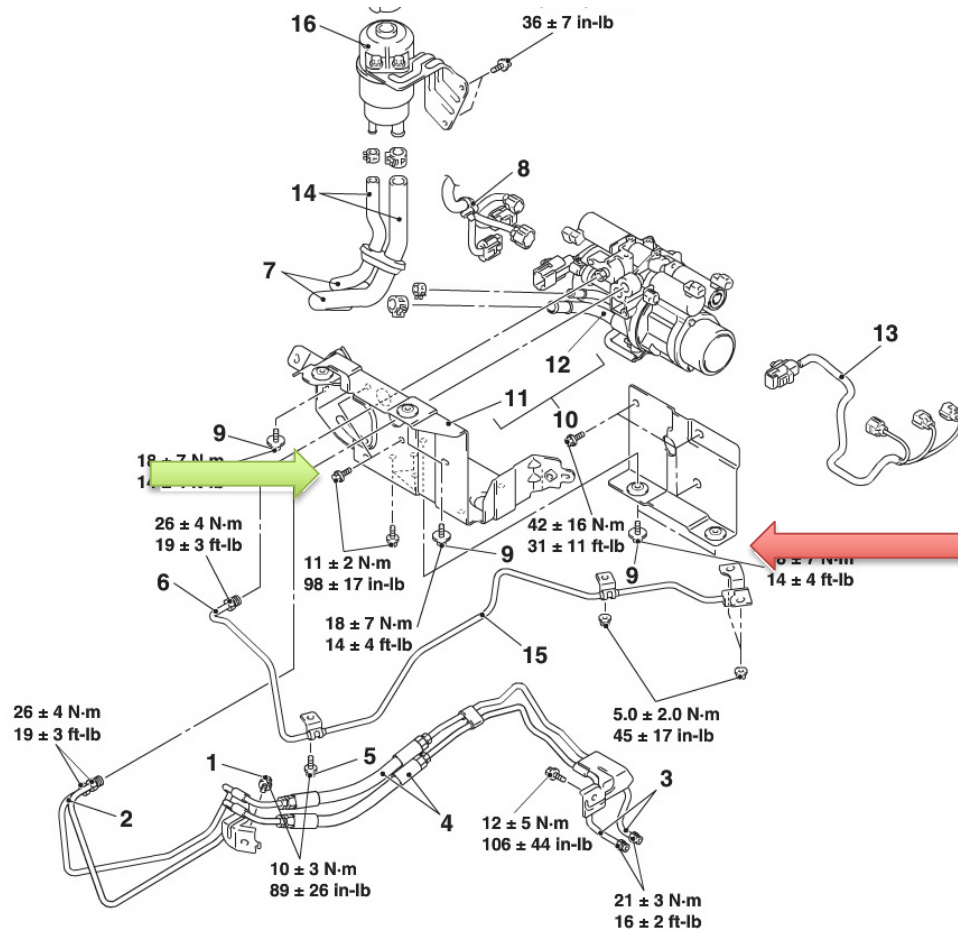 36 ± 7 in-lb
16
8
14
7
13
12
11
10
9
18 ± 7 N·m
26 ± 4 N·m
19 ± 3 ft-lb
42 ± 16 N·m
31 ± 11 ft-lb
11 ± 2 N·m
98 ± 17 in-lb
9
9
14 ± 4 ft-lb
6
18 ± 7 N·m
14 ± 4 ft-lb
15
26 ± 4 N·m
19 ± 3 ft-lb
5.0 ± 2.0 N·m
45 ± 17 in-lb
1
5
2
4
3
12 ± 5 N·m
106 ± 44 in-lb
10 ± 3 N·m
89 ± 26 in-lb
21 ± 3 N·m
16 ± 2 ft-lb